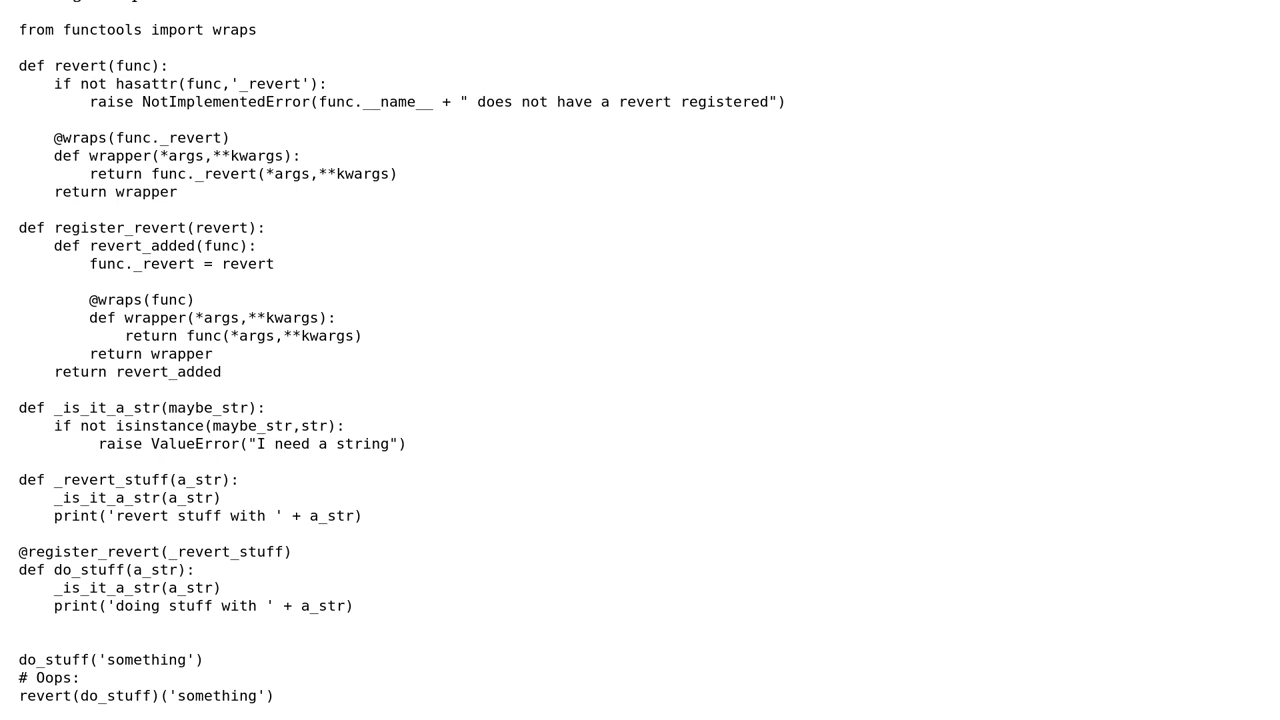 from functools import wraps
def revert(func):
    if not hasattr(func,'_revert'):
        raise NotImplementedError(func.__name__ + " does not have a revert registered")
    @wraps(func._revert)
    def wrapper(*args,**kwargs):
        return func._revert(*args,**kwargs)
    return wrapper
def register_revert(revert):
    def revert_added(func):
        func._revert = revert
        @wraps(func)
        def wrapper(*args,**kwargs):
            return func(*args,**kwargs)
        return wrapper
    return revert_added
def _is_it_a_str(maybe_str):
    if not isinstance(maybe_str,str):
         raise ValueError("I need a string")
def _revert_stuff(a_str):
    _is_it_a_str(a_str)
    print('revert stuff with ' + a_str)
@register_revert(_revert_stuff)
def do_stuff(a_str):
    _is_it_a_str(a_str)
    print('doing stuff with ' + a_str)
do_stuff('something')
# Oops:
revert(do_stuff)('something')